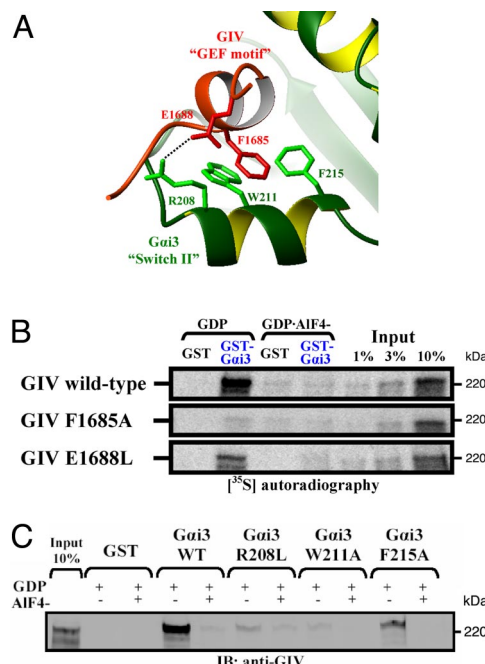 A
GIV
"GEF motif"
E1688
F1685
F215
R208
W211
Gαi3
"Switch II"
B
GDP GDP·AlF4- Input
GST GST-Gαi3 GST GST-Gαi3 1% 3% 10% kDa
GIV wild-type 220
GIV F1685A 220
GIV E1688L 220
[³⁵S] autoradiography
C
Input 10% GST Gαi3 WT Gαi3 R208L Gαi3 W211A Gαi3 F215A
GDP + + + + + + + + + +
AlF4- - + - + - + - + - + kDa
220
IB: anti-GIV